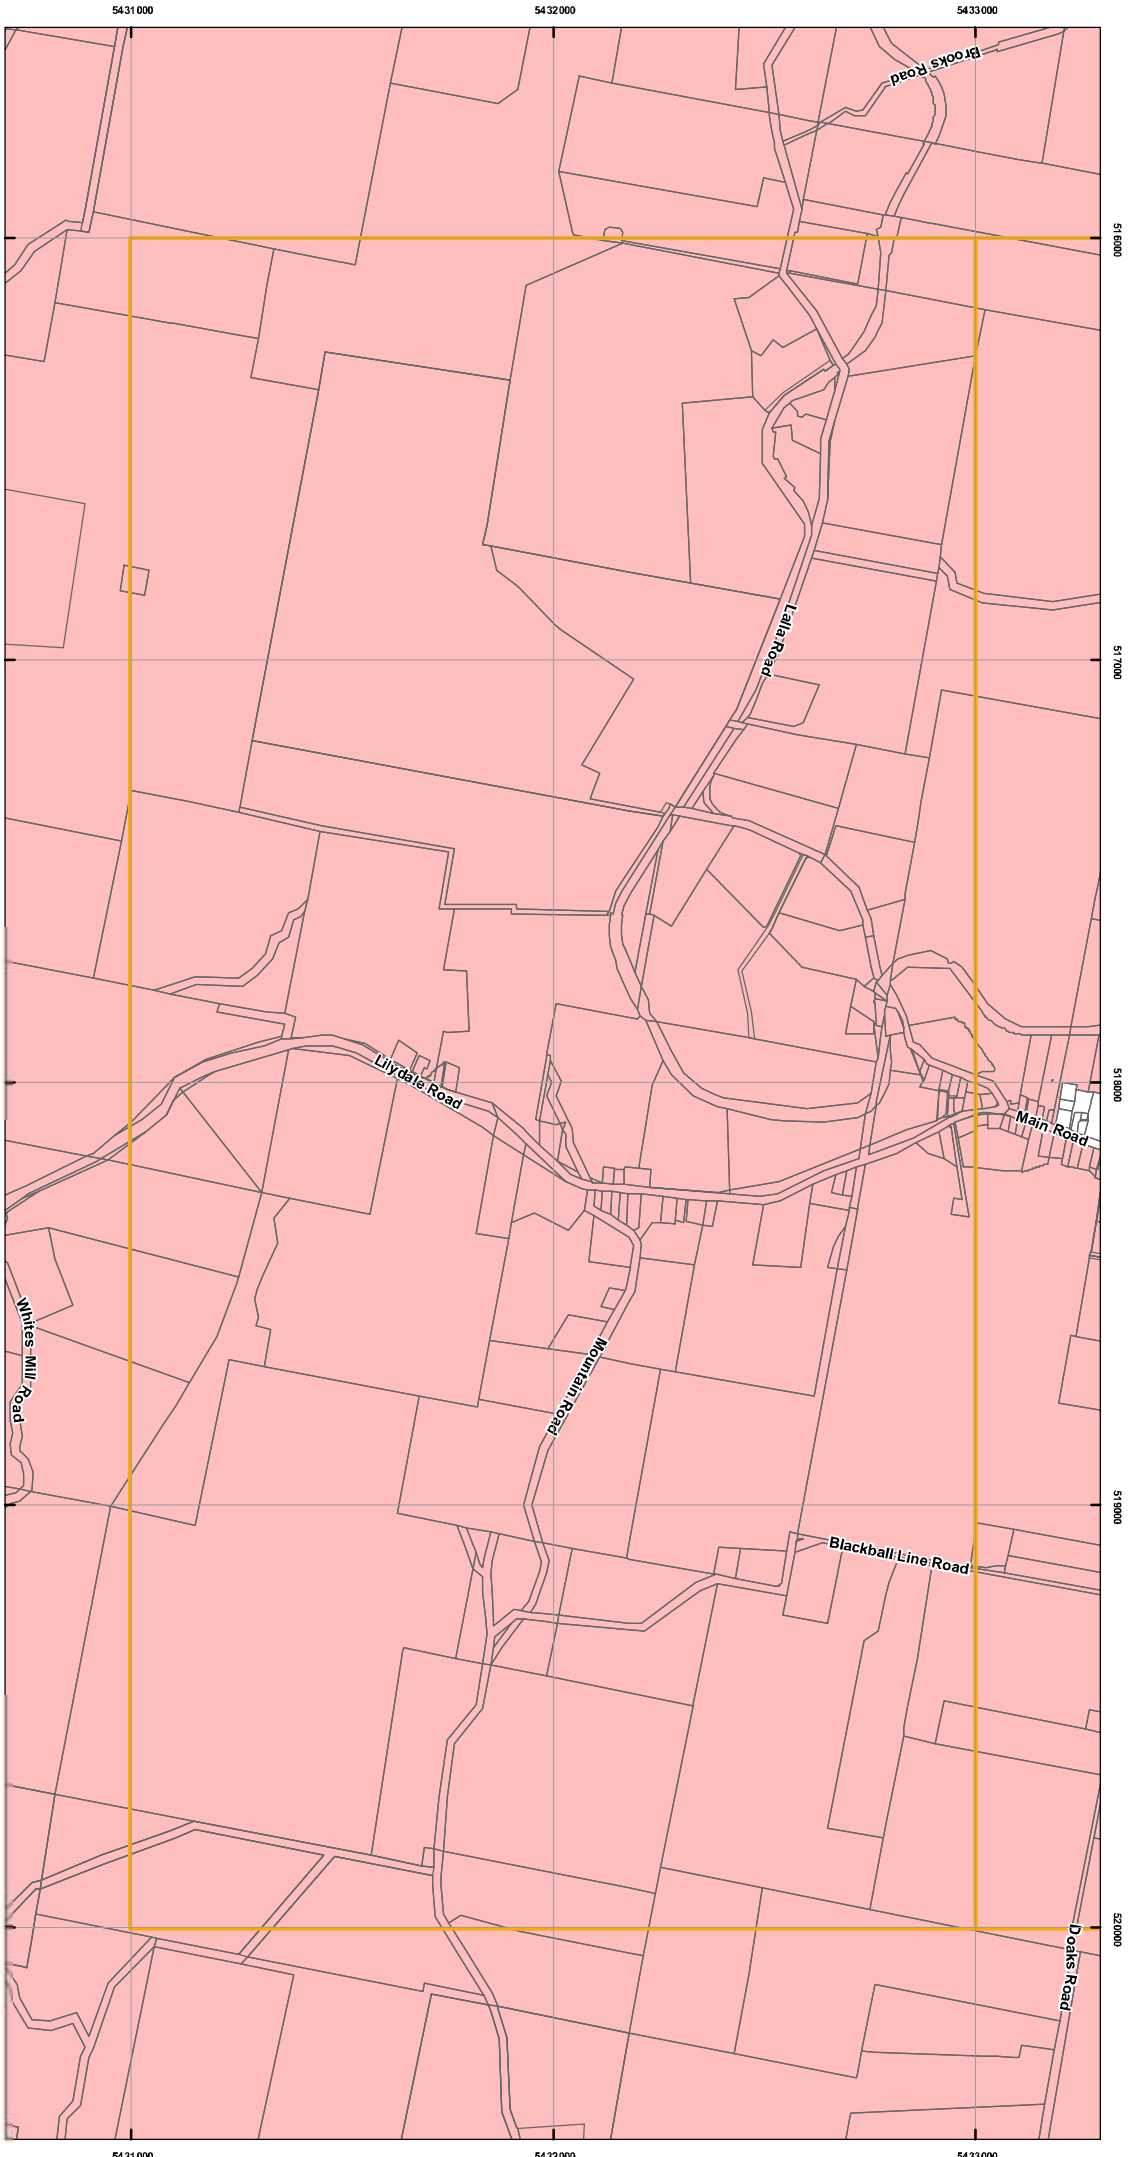 5431000
5432000
5433000
Brooks Road
516000
Lalla Road
517000
Lilydale Road
518000
Main Road
Whites Mill Road
Mountain Road
519000
Blackball Line Road
520000
Doaks Road
5431000
5432000
5433000